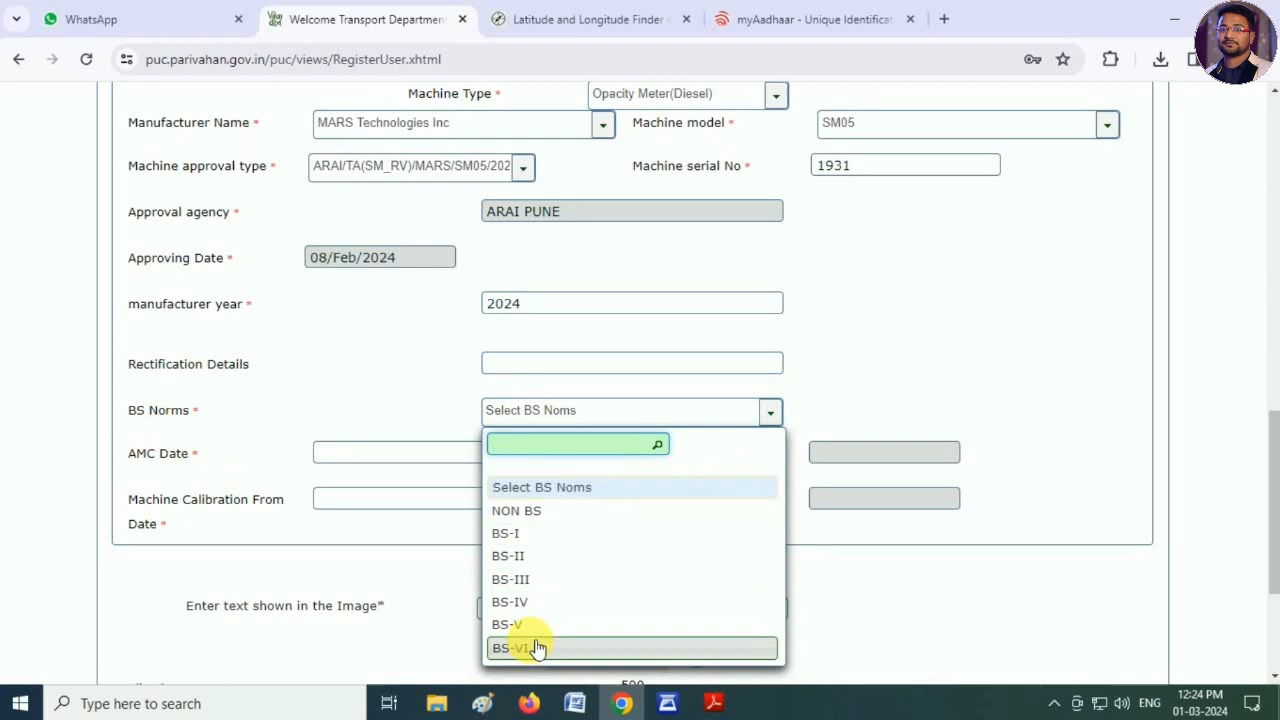 WhatsApp
Welcome Transport Departmen
Latitude and Longitude Finder
myAadhaar - Unique Identificat
puc.parivahan.gov.in/puc/views/RegisterUser.xhtml
Machine Type * Opacity Meter(Diesel)
Manufacturer Name * MARS Technologies Inc Machine model * SM05
Machine approval type * ARAI/TA(SM_RV)/MARS/SM05/202 Machine serial No * 1931
Approval agency * ARAI PUNE
Approving Date * 08/Feb/2024
manufacturer year * 2024
Rectification Details
BS Norms * Select BS Noms
AMC Date *
Select BS Noms
Machine Calibration From
Date *
NON BS
BS-I
BS-II
BS-III
BS-IV
BS-V
BS-VI
Enter text shown in the Image*
Type here to search
ENG
12:24 PM
01-03-2024